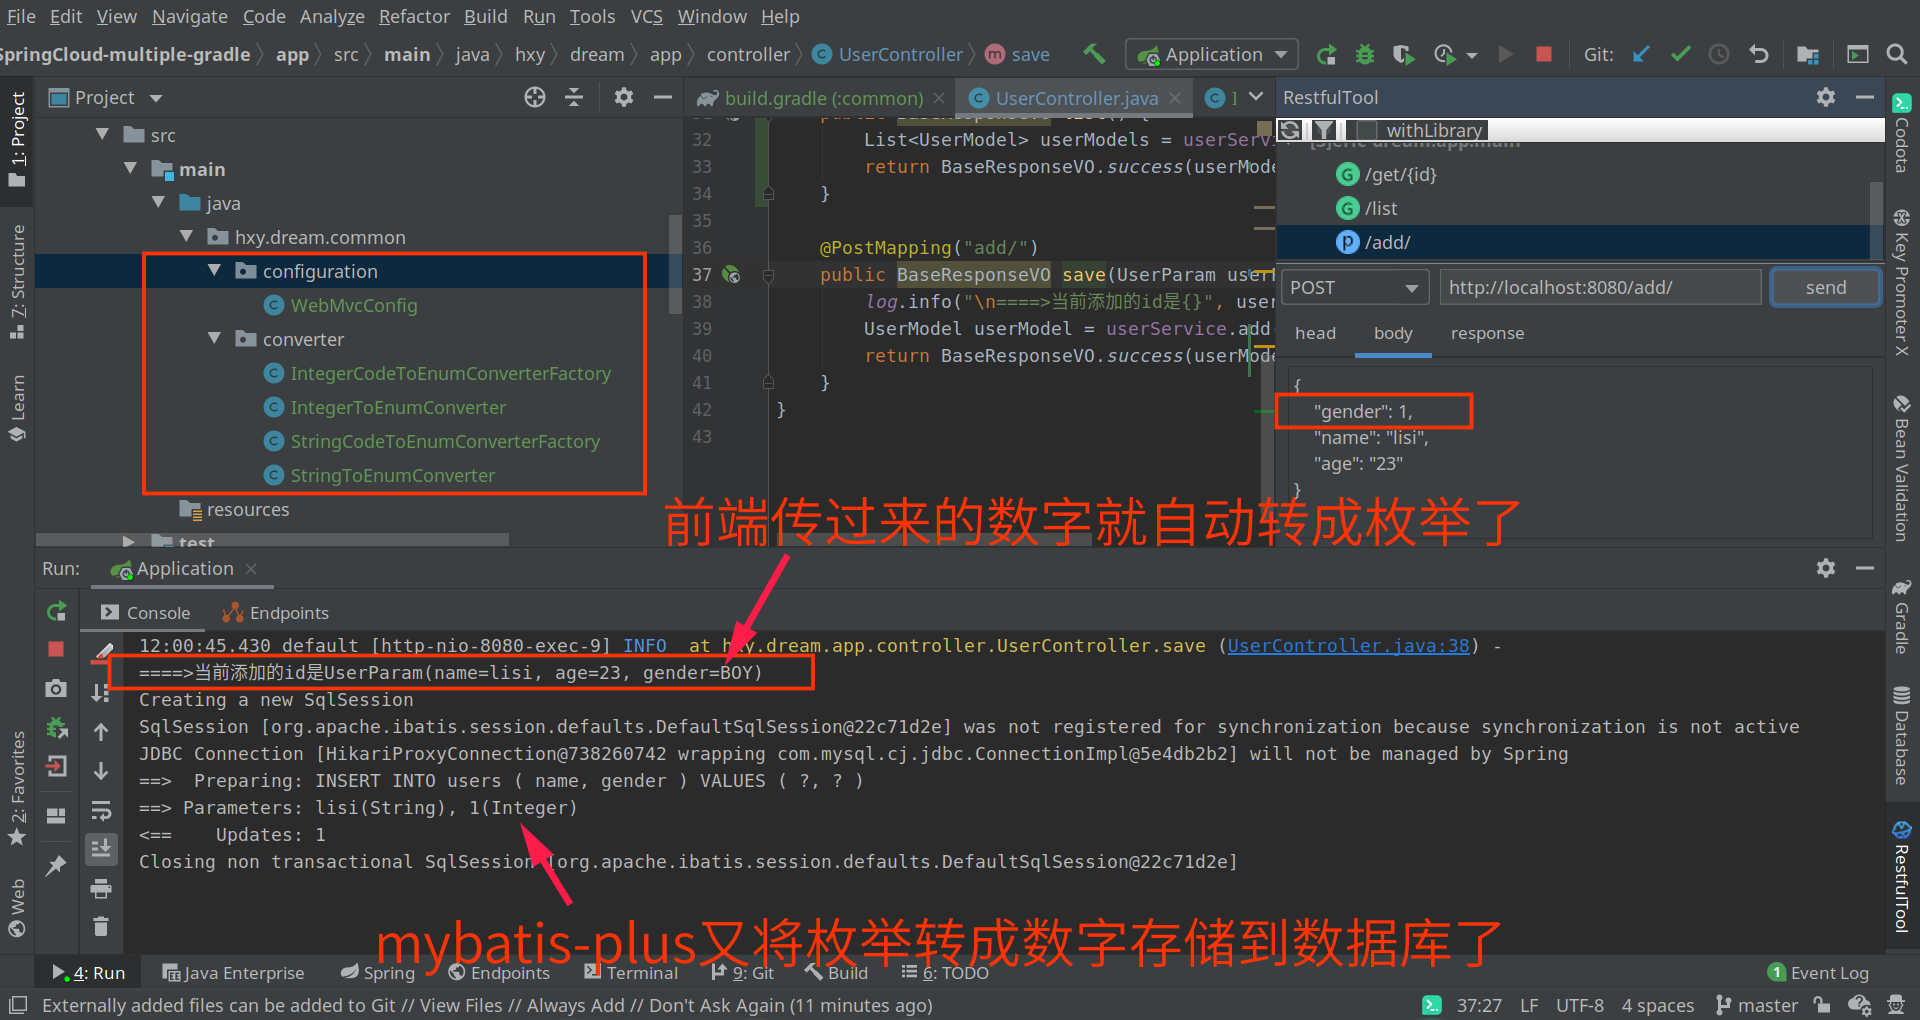 File Edit View Navigate Code Analyze Refactor Build Run Tools VCS Window Help
SpringCloud-multiple-gradle app src main java hxy dream app controller UserController save Application Git:
Project
build.gradle (:common) UserController.java
RestfulTool
1: Project
7: Structure
Learn
2: Favorites
Web
src
main
java
hxy.dream.common
configuration
WebMvcConfig
converter
IntegerCodeToEnumConverterFactory
IntegerToEnumConverter
StringCodeToEnumConverterFactory
StringToEnumConverter
resources
test
32 List<UserModel> userModels = userServi
33 return BaseResponseVO.success(userMode
34 }
35
36 @PostMapping("add/")
37 public BaseResponseVO save(UserParam user
38 log.info("\n====>当前添加的id是{}", user
39 UserModel userModel = userService.add
40 return BaseResponseVO.success(userMode
41 }
42 }
43
withLibrary
/get/{id}
/list
/add/
POST http://localhost:8080/add/ send
head body response
{
"gender": 1,
"name": "lisi",
"age": "23"
}
前端传过来的数字就自动转成枚举了
Codota
Key Promoter X
Bean Validation
Gradle
Database
RestfulTool
Run: Application
Console Endpoints
12:00:45.430 default [http-nio-8080-exec-9] INFO at hxy.dream.app.controller.UserController.save (UserController.java:38) -
====>当前添加的id是UserParam(name=lisi, age=23, gender=BOY)
Creating a new SqlSession
SqlSession [org.apache.ibatis.session.defaults.DefaultSqlSession@22c71d2e] was not registered for synchronization because synchronization is not active
JDBC Connection [HikariProxyConnection@738260742 wrapping com.mysql.cj.jdbc.ConnectionImpl@5e4db2b2] will not be managed by Spring
==>  Preparing: INSERT INTO users ( name, gender ) VALUES ( ?, ? )
==> Parameters: lisi(String), 1(Integer)
<==    Updates: 1
Closing non transactional SqlSession [org.apache.ibatis.session.defaults.DefaultSqlSession@22c71d2e]
mybatis-plus又将枚举转成数字存储到数据库了
4: Run Java Enterprise Spring Endpoints Terminal 9: Git Build 6: TODO 1 Event Log
Externally added files can be added to Git // View Files // Always Add // Don't Ask Again (11 minutes ago) 37:27 LF UTF-8 4 spaces master